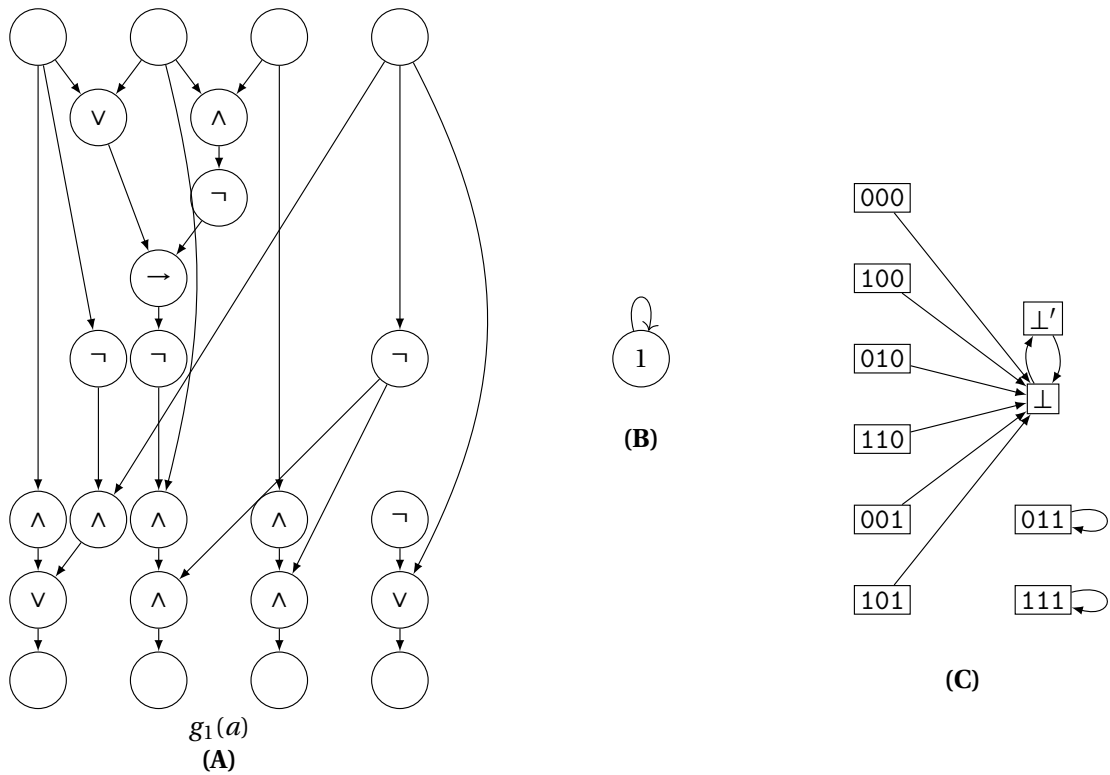 ∨ ∧
¬
→
¬ ¬ ¬
∧ ∧ ∧ ∧ ¬
∨ ∧ ∧ ∨
g₁(a)
(A)
1
(B)
000
100
010
110
001
101
⊥′
⊥
011
111
(C)